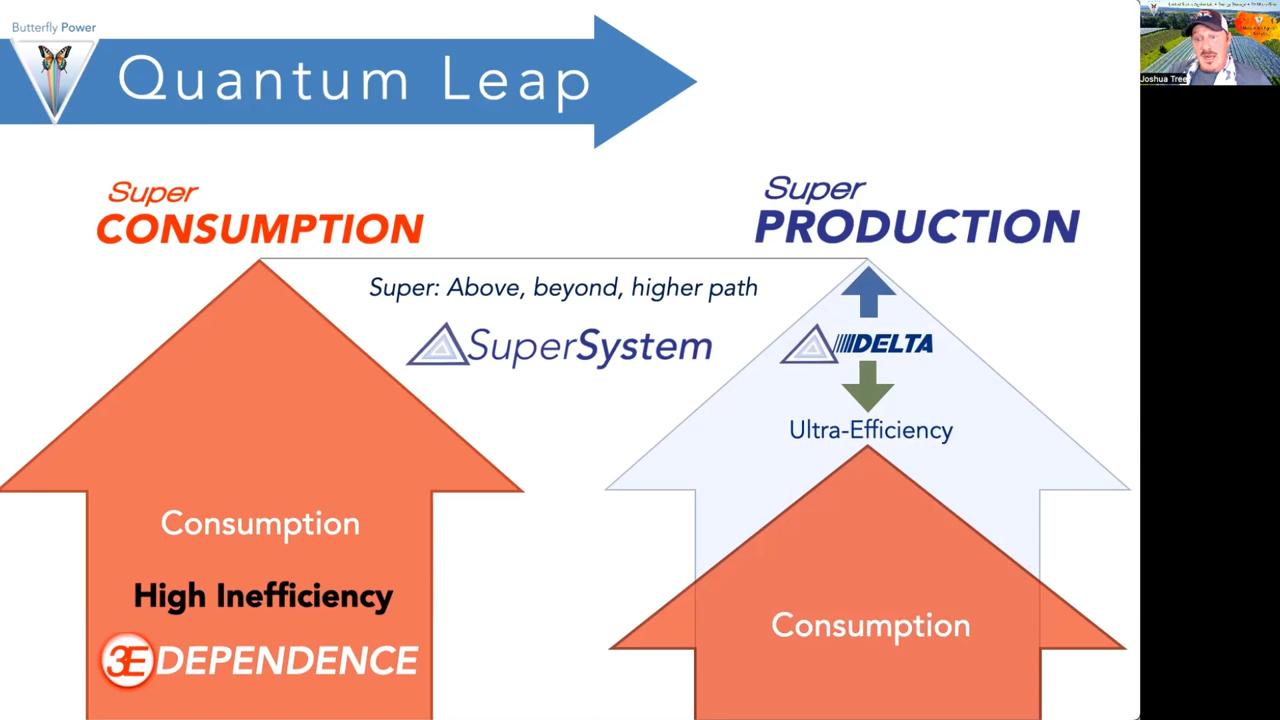 Butterfly Power
Quantum Leap
Super
CONSUMPTION
Super
PRODUCTION
Super: Above, beyond, higher path
SuperSystem
DELTA
Ultra-Efficiency
Consumption
High Inefficiency
3E DEPENDENCE
Consumption
Joshua Tree